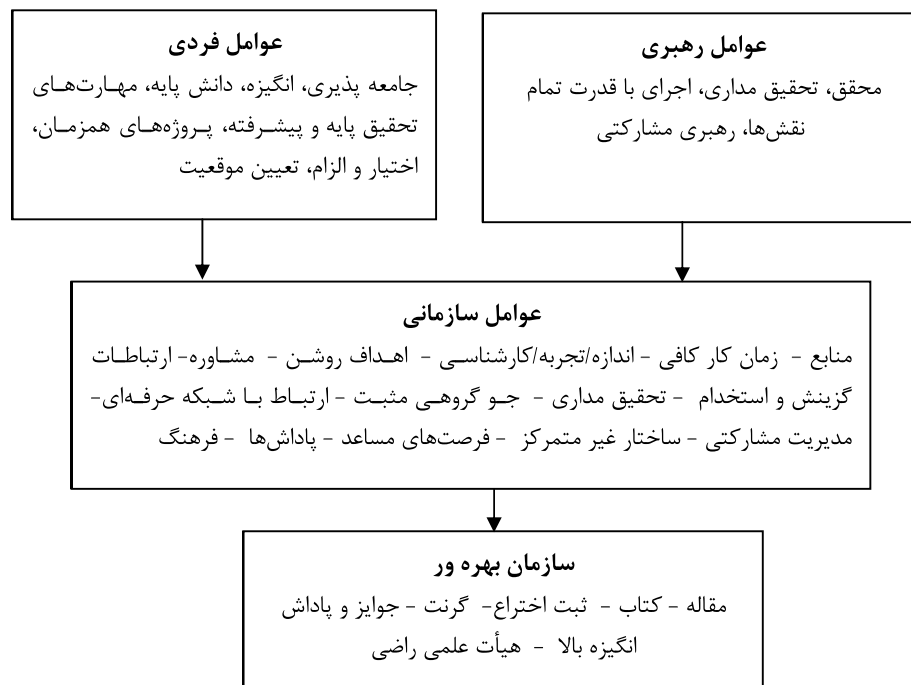 عوامل رهبری
محقق، تحقیق مداری، اجرای با قدرت تمام
نقش‌ها، رهبری مشارکتی
عوامل فردی
جامعه پذیری، انگیزه، دانش پایه، مهارت‌های
تحقیق پایه و پیشرفته، پروژه‌های همزمان،
اختیار و الزام، تعیین موقعیت
عوامل سازمانی
منابع - زمان کار کافی - اندازه/تجربه/کارشناسی - اهداف روشن - مشاوره- ارتباطات
گزینش و استخدام - تحقیق مداری - جو گروهی مثبت - ارتباط با شبکه حرفه‌ای-
مدیریت مشارکتی - ساختار غیر متمرکز - فرصت‌های مساعد - پاداش‌ها - فرهنگ
سازمان بهره ور
مقاله - کتاب - ثبت اختراع- گرنت - جوایز و پاداش
انگیزه بالا - هیأت علمی راضی